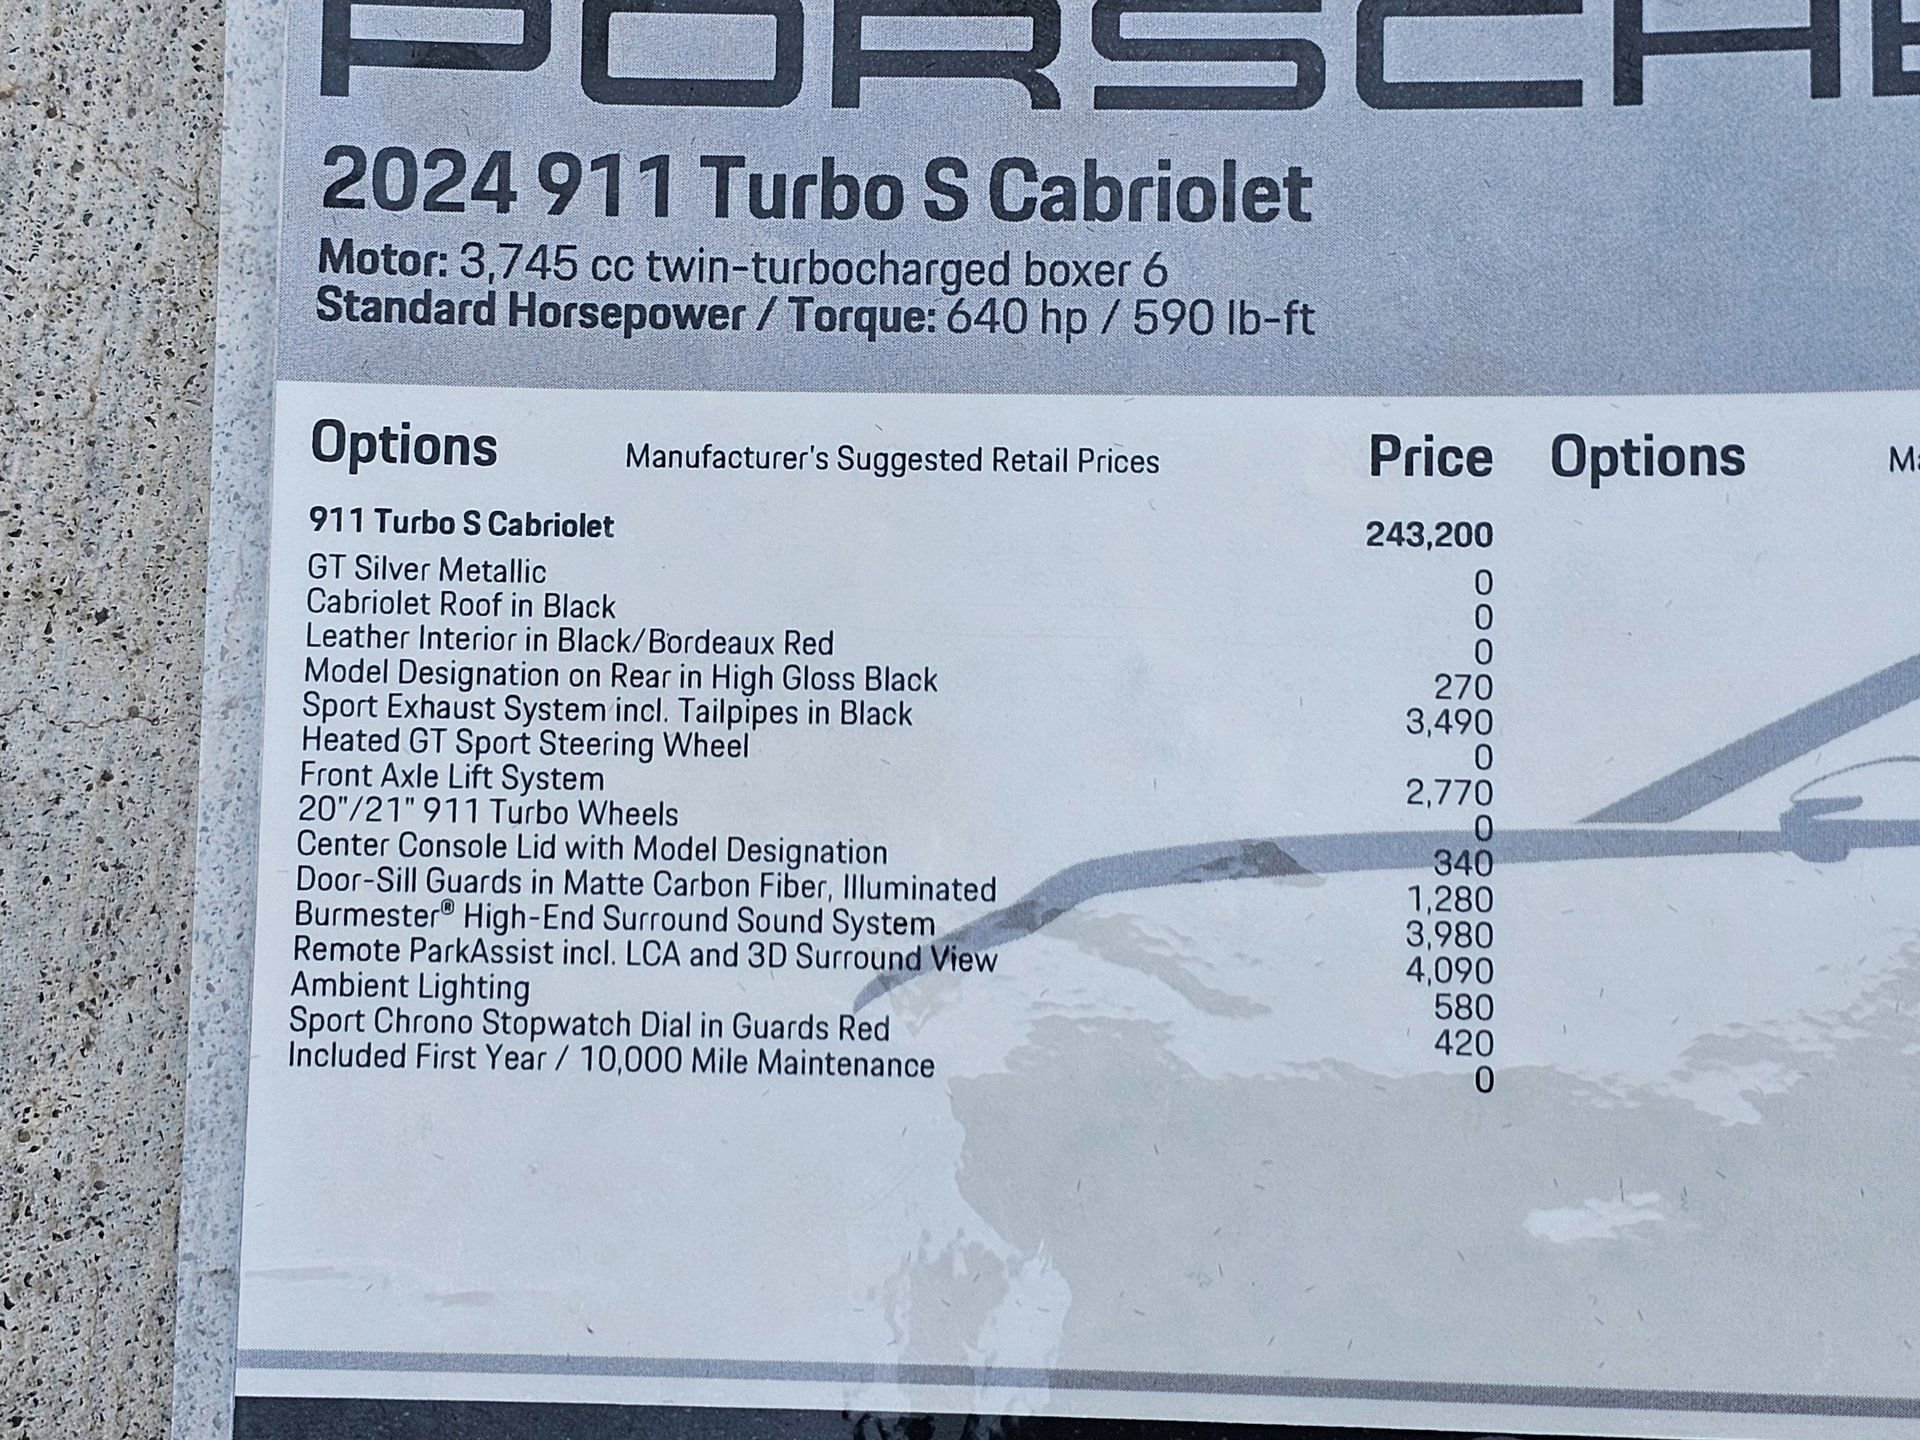 PORSCHE
2024 911 Turbo S Cabriolet
Motor: 3,745 cc twin-turbocharged boxer 6
Standard Horsepower / Torque: 640 hp / 590 lb-ft
Options Manufacturer's Suggested Retail Prices Price Options
911 Turbo S Cabriolet 243,200
GT Silver Metallic 0
Cabriolet Roof in Black 0
Leather Interior in Black/Bordeaux Red 0
Model Designation on Rear in High Gloss Black 270
Sport Exhaust System incl. Tailpipes in Black 3,490
Heated GT Sport Steering Wheel 0
Front Axle Lift System 2,770
20"/21" 911 Turbo Wheels 0
Center Console Lid with Model Designation 340
Door-Sill Guards in Matte Carbon Fiber, Illuminated 1,280
Burmester® High-End Surround Sound System 3,980
Remote ParkAssist incl. LCA and 3D Surround View 4,090
Ambient Lighting 580
Sport Chrono Stopwatch Dial in Guards Red 420
Included First Year / 10,000 Mile Maintenance 0